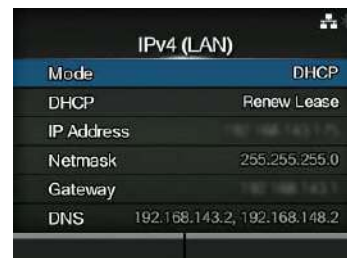 IPv4 (LAN)
Mode DHCP
DHCP Renew Lease
IP Address
Netmask 255.255.255.0
Gateway
DNS 192.168.143.2, 192.168.148.2